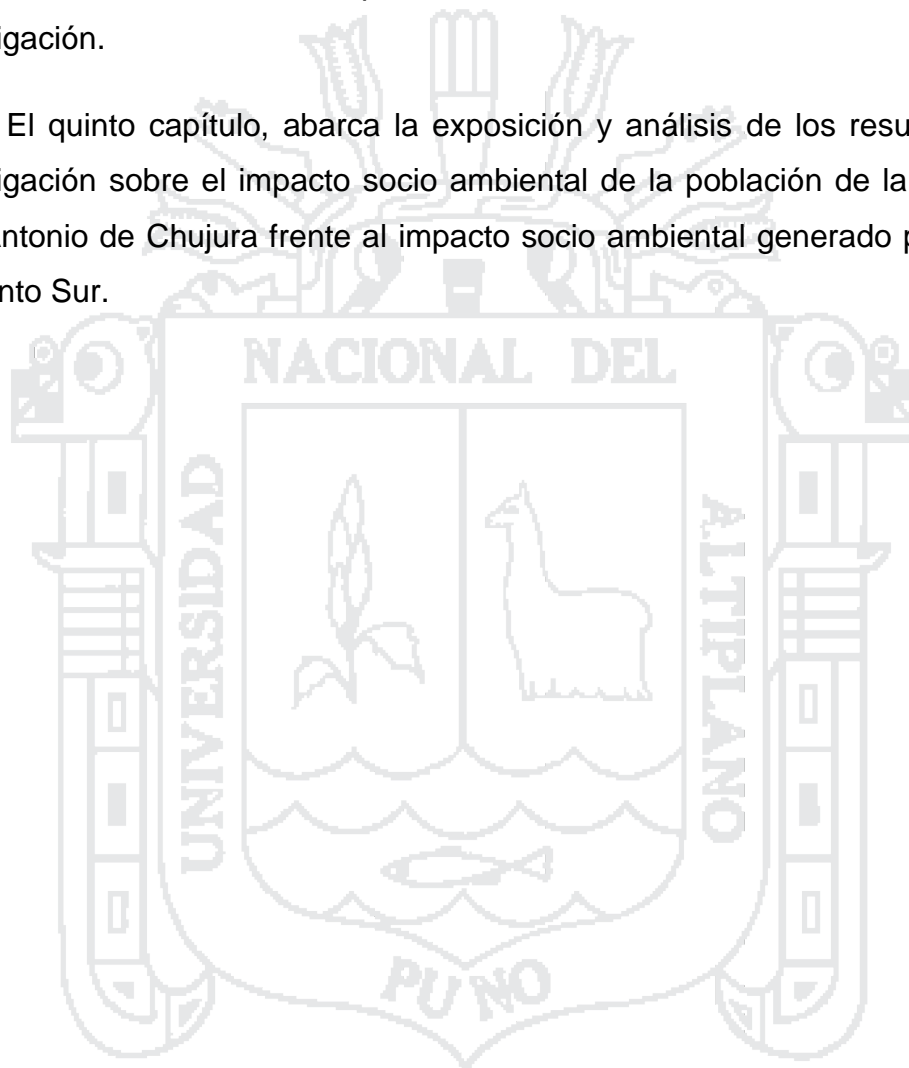 igación.
El quinto capítulo, abarca la exposición y análisis de los resu
igación sobre el impacto socio ambiental de la población de la
ntonio de Chujura frente al impacto socio ambiental generado p
nto Sur.
NACIONAL DEL
UNIVERSIDAD
ALTIPLANO
PUNO